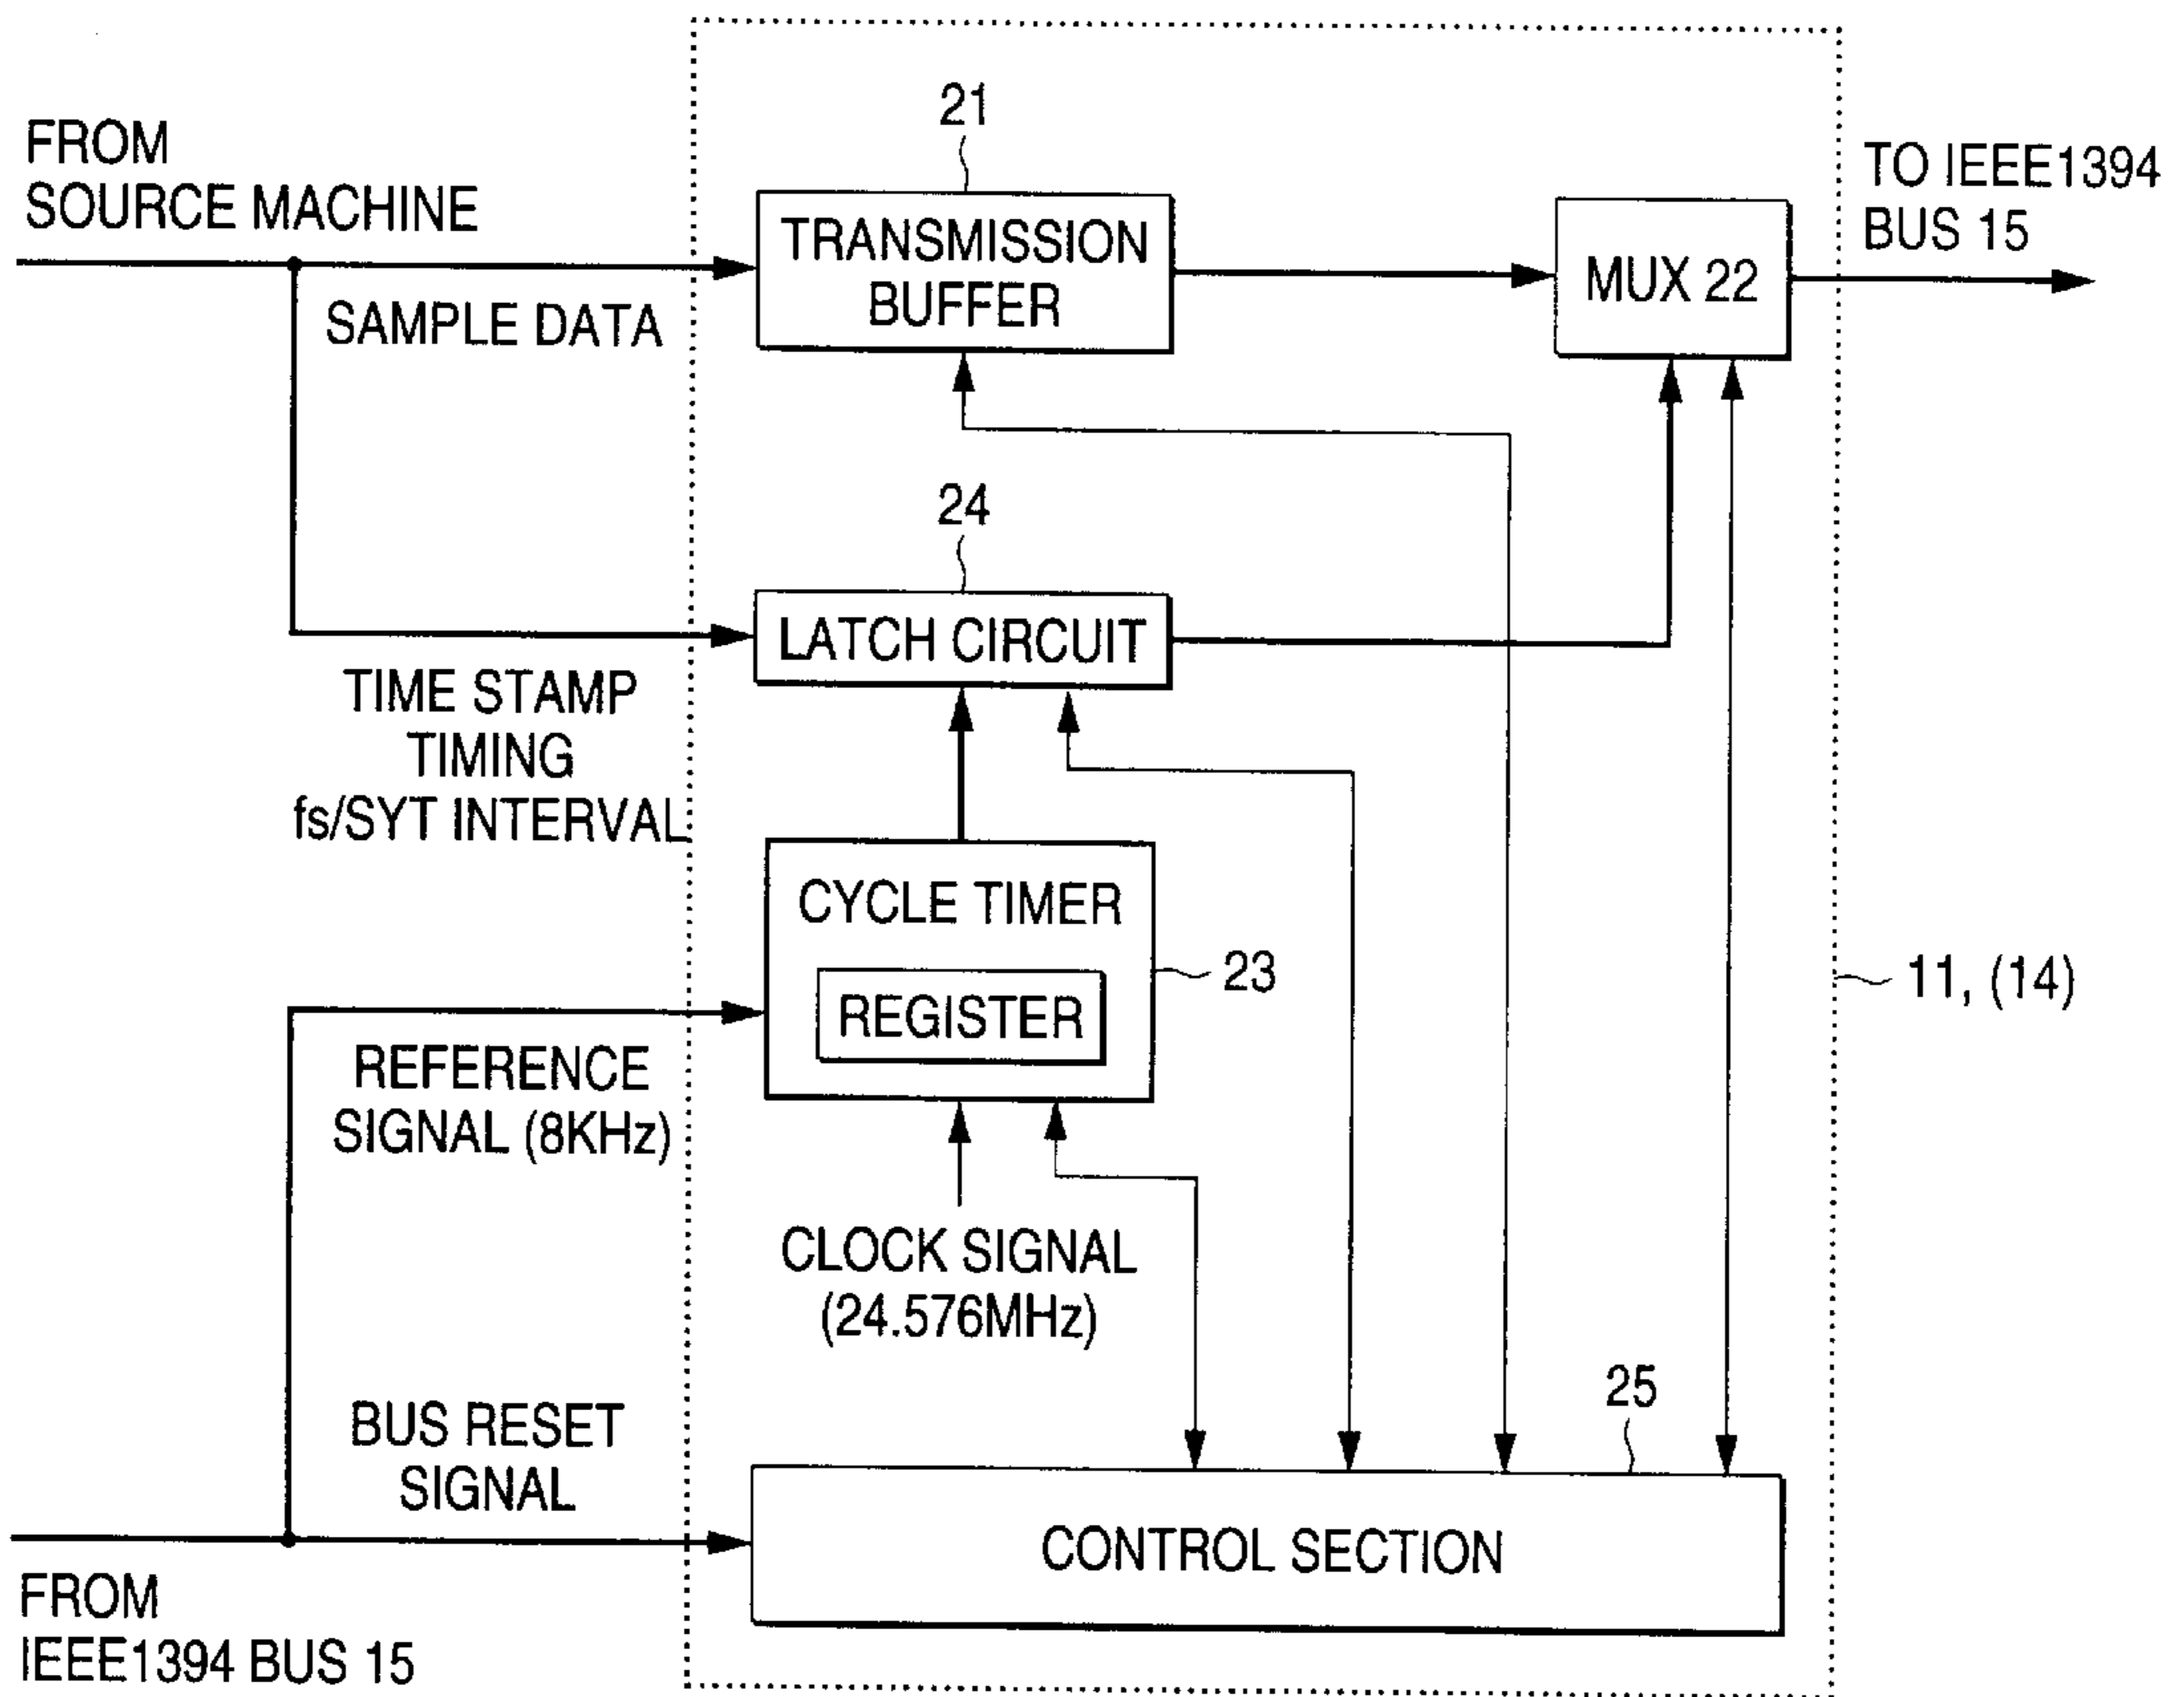 21
FROM
SOURCE MACHINE
TO IEEE1394
BUS 15
TRANSMISSION
BUFFER
MUX 22
SAMPLE DATA
24
LATCH CIRCUIT
TIME STAMP
TIMING
fs/SYT INTERVAL
CYCLE TIMER
REGISTER
23
11, (14)
REFERENCE
SIGNAL (8KHz)
CLOCK SIGNAL
(24.576MHz)
25
BUS RESET
SIGNAL
CONTROL SECTION
FROM
IEEE1394 BUS 15